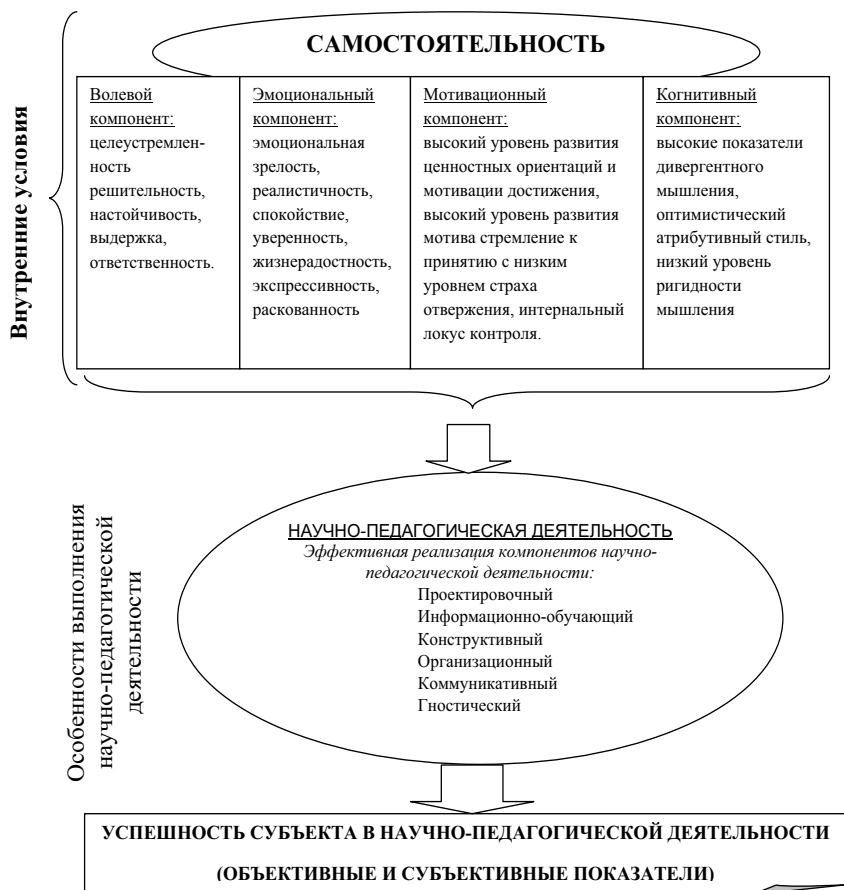 САМОСТОЯТЕЛЬНОСТЬ
Внутренние условия
Волевой
компонент:
целеустремлен-
ность
решительность,
настойчивость,
выдержка,
ответственность.
Эмоциональный
компонент:
эмоциональная
зрелость,
реалистичность,
спокойствие,
уверенность,
жизнерадостность,
экспрессивность,
раскованность
Мотивационный
компонент:
высокий уровень развития
ценностных ориентаций и
мотивации достижения,
высокий уровень развития
мотива стремление к
принятию с низким
уровнем страха
отвержения, интернальный
локус контроля.
Когнитивный
компонент:
высокие показатели
дивергентного
мышления,
оптимистический
атрибутивный стиль,
низкий уровень
ригидности
мышления
Особенности выполнения
научно-педагогической
деятельности
НАУЧНО-ПЕДАГОГИЧЕСКАЯ ДЕЯТЕЛЬНОСТЬ
Эффективная реализация компонентов научно-
педагогической деятельности:
Проектировочный
Информационно-обучающий
Конструктивный
Организационный
Коммуникативный
Гностический
УСПЕШНОСТЬ СУБЪЕКТА В НАУЧНО-ПЕДАГОГИЧЕСКОЙ ДЕЯТЕЛЬНОСТИ
(ОБЪЕКТИВНЫЕ И СУБЪЕКТИВНЫЕ ПОКАЗАТЕЛИ)